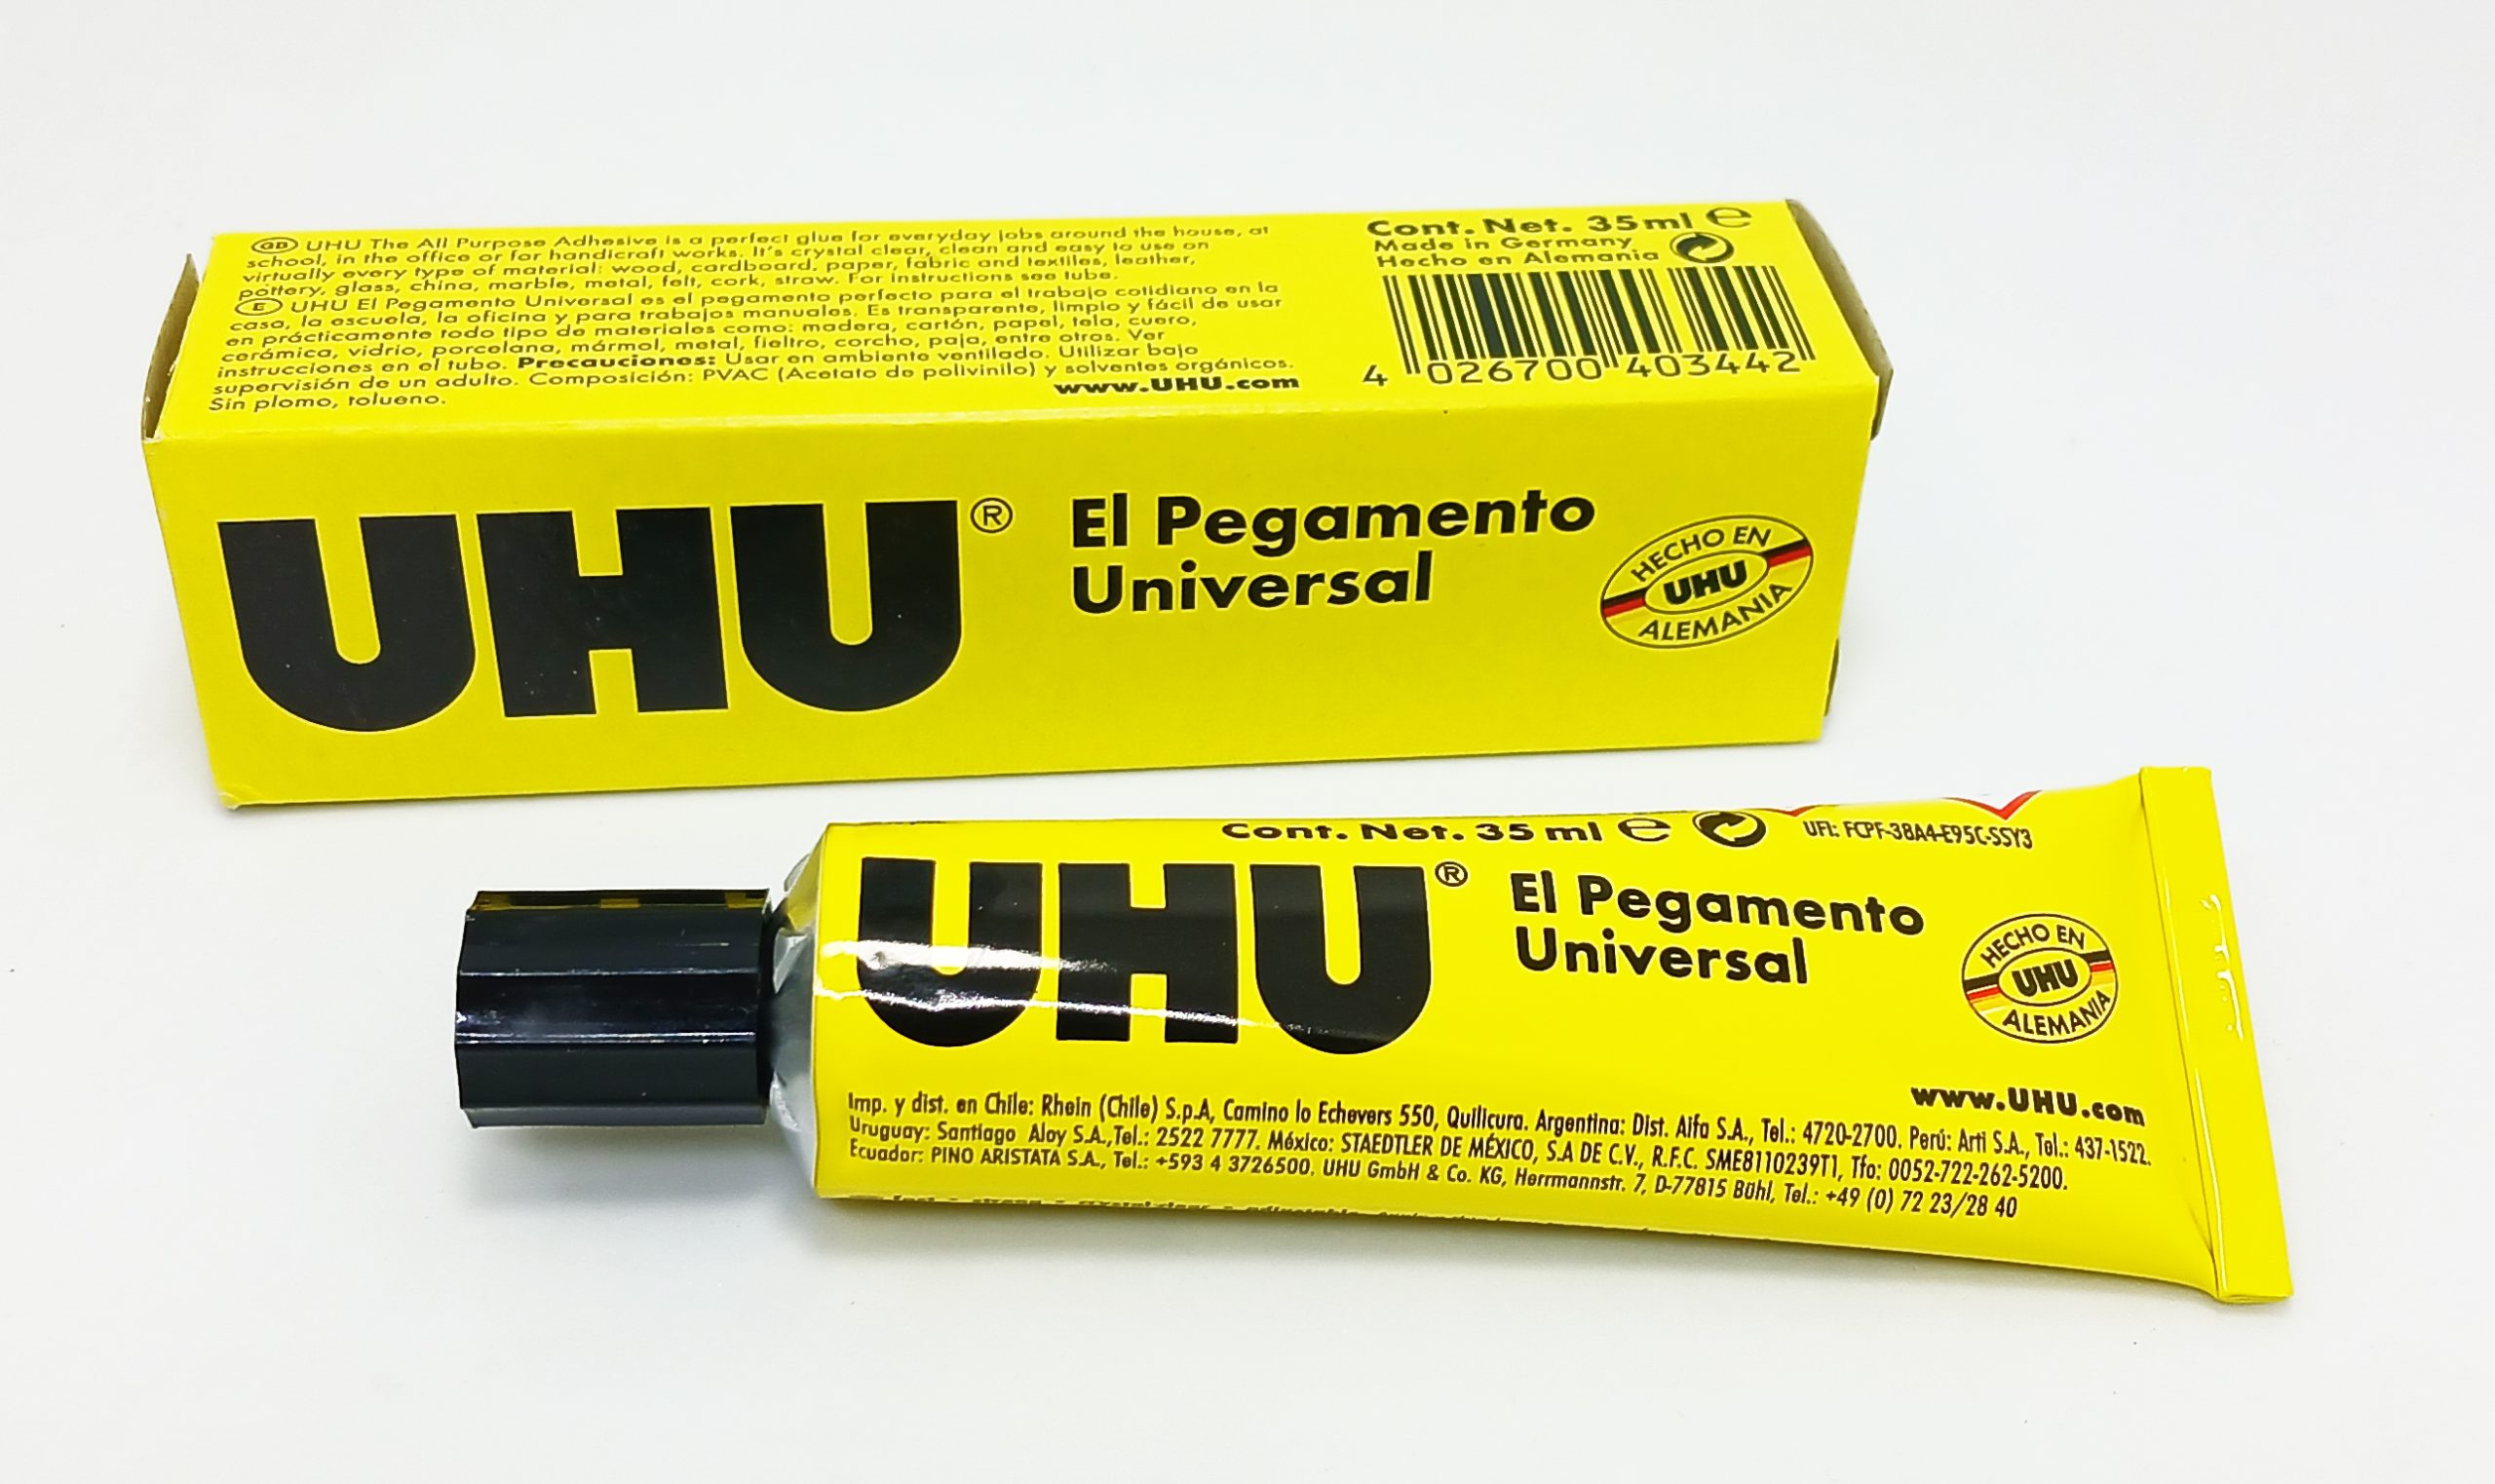 GB UHU The All Purpose Adhesive is a perfect glue for everyday jobs around the house, at
school, in the office or for handicraft works. It's crystal clear, clean and easy to use on
virtually every type of material: wood, cardboard, paper, fabric and textiles, leather,
pottery, glass, china, marble, metal, felt, cork, straw. For instructions see tube.
E UHU El Pegamento Universal es el pegamento perfecto para el trabajo cotidiano en la
casa, la escuela, la oficina y para trabajos manuales. Es transparente, limpio y fácil de usar
en prácticamente todo tipo de materiales como: madera, cartón, papel, tela, cuero,
cerámica, vidrio, porcelana, mármol, metal, fieltro, corcho, paja, entre otros. Ver
instrucciones en el tubo. Precauciones: Usar en ambiente ventilado. Utilizar bajo
supervisión de un adulto. Composición: PVAC (Acetato de polivinilo) y solventes orgánicos.
Sin plomo, tolueno.
www.UHU.com
Cont. Net. 35ml e
Made in Germany
Hecho en Alemania
4 026700 403442
UHU® El Pegamento
Universal
HECHO EN
UHU
ALEMANIA
Cont. Net. 35 ml e
UFI: FCPF-38A4-E95C-SSY3
UHU® El Pegamento
Universal
HECHO EN
UHU
ALEMANIA
www.UHU.com
Imp. y dist. en Chile: Rhein (Chile) S.p.A, Camino lo Echevers 550, Quilicura. Argentina: Dist. Aifa S.A., Tel.: 4720-2700. Perú: Arti S.A., Tel.: 437-1522.
Uruguay: Santiago Aloy S.A.,Tel.: 2522 7777. México: STAEDTLER DE MÉXICO, S.A DE C.V., R.F.C. SME8110239T1, Tfo: 0052-722-262-5200.
Ecuador: PINO ARISTATA S.A., Tel.: +593 4 3726500. UHU GmbH & Co. KG, Herrmannstr. 7, D-77815 Bühl, Tel.: +49 (0) 72 23/28 40